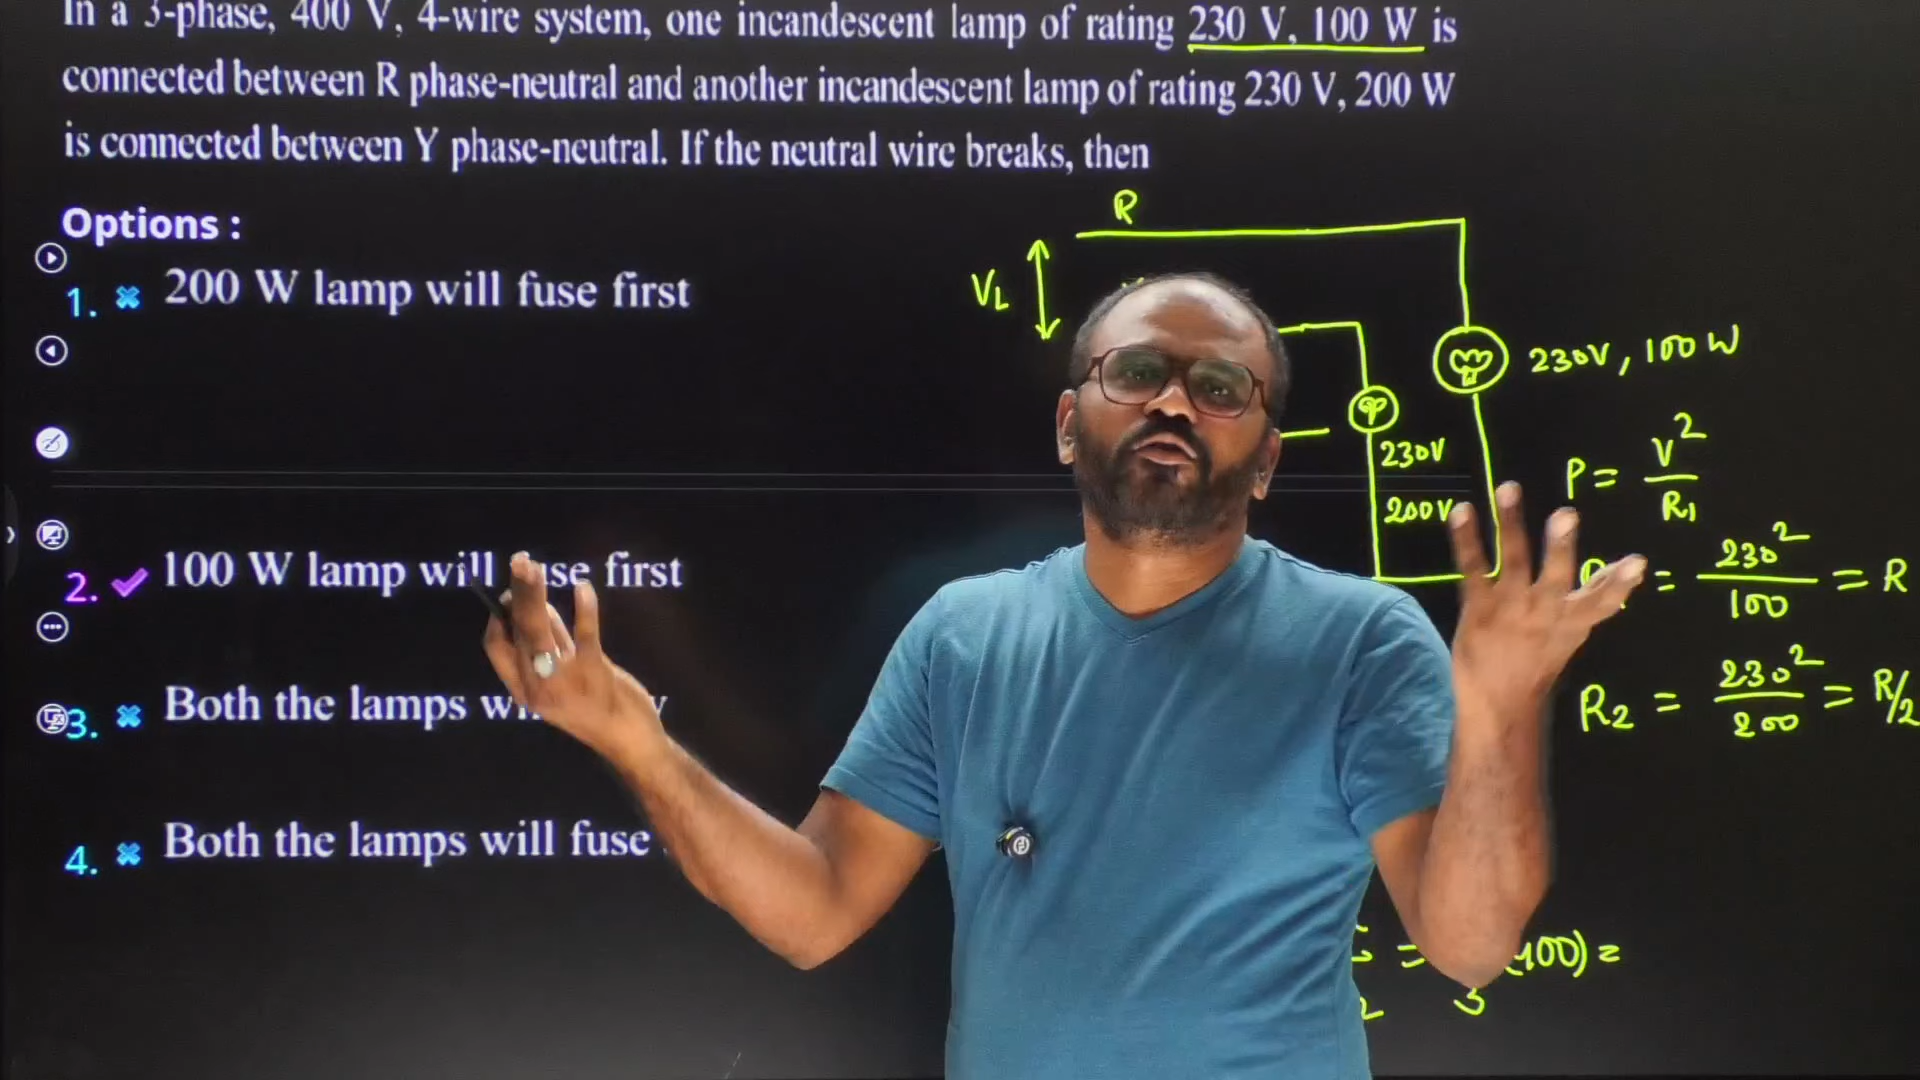 In a 3-phase, 400 V, 4-wire system, one incandescent lamp of rating 230 V, 100 W is
connected between R phase-neutral and another incandescent lamp of rating 230 V, 200 W
is connected between Y phase-neutral. If the neutral wire breaks, then
Options :
1. 200 W lamp will fuse first
2. 100 W lamp will fuse first
3. Both the lamps
4. Both the lamps will fuse
R
VL
230V, 100 W
230V
200V
P = V²/R1
= 230²/100 = R
R2 = 230²/200 = R/2
=
3
(400) =
2